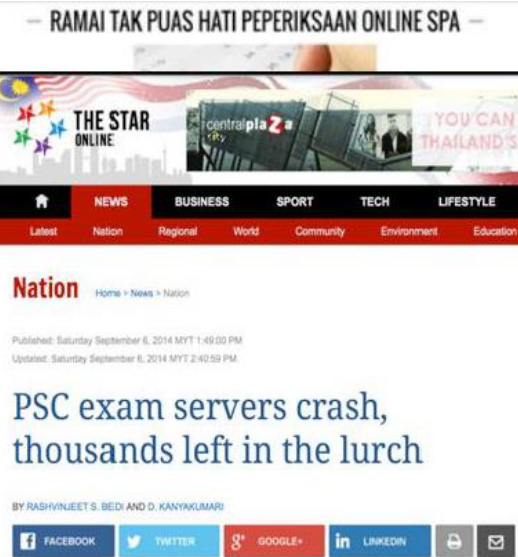 — RAMAI TAK PUAS HATI PEPERIKSAAN ONLINE SPA —
THE STAR
ONLINE
centralplaza
city
YOU CAN
THAILAND'S
NEWS BUSINESS SPORT TECH LIFESTYLE
Latest Nation Regional World Community Environment Education
Nation Home > News > Nation
Published: Saturday September 6, 2014 MYT 1:49:00 PM
Updated: Saturday September 6, 2014 MYT 2:40:59 PM
PSC exam servers crash,
thousands left in the lurch
BY RASHVINJEET S. BEDI AND D. KANYAKUMARI
f FACEBOOK TWITTER g+ GOOGLE+ in LINKEDIN